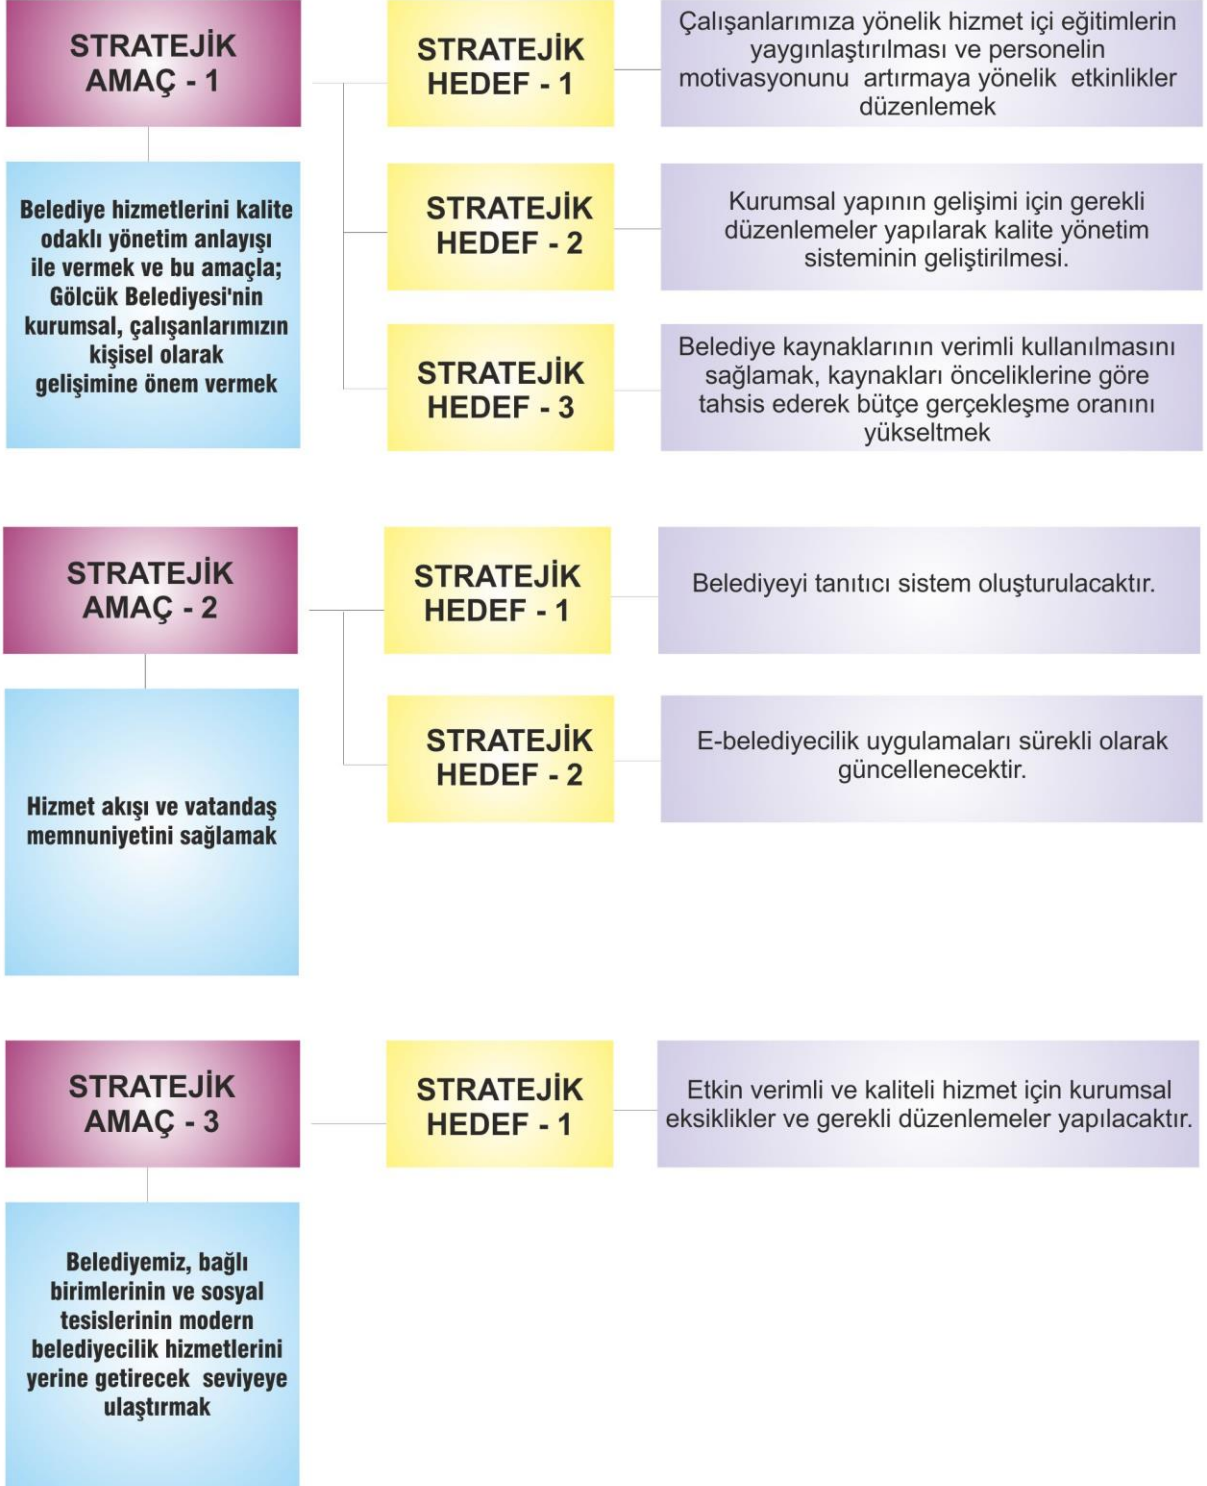 STRATEJİK
AMAÇ - 1
Belediye hizmetlerini kalite
odaklı yönetim anlayışı
ile vermek ve bu amaçla;
Gölcük Belediyesi'nin
kurumsal, çalışanlarımızın
kişisel olarak
gelişimine önem vermek
STRATEJİK
HEDEF - 1
Çalışanlarımıza yönelik hizmet içi eğitimlerin
yaygınlaştırılması ve personelin
motivasyonunu artırmaya yönelik etkinlikler
düzenlemek
STRATEJİK
HEDEF - 2
Kurumsal yapının gelişimi için gerekli
düzenlemeler yapılarak kalite yönetim
sisteminin geliştirilmesi.
STRATEJİK
HEDEF - 3
Belediye kaynaklarının verimli kullanılmasını
sağlamak, kaynakları önceliklerine göre
tahsis ederek bütçe gerçekleşme oranını
yükseltmek
STRATEJİK
AMAÇ - 2
Hizmet akışı ve vatandaş
memnuniyetini sağlamak
STRATEJİK
HEDEF - 1
Belediyeyi tanıtıcı sistem oluşturulacaktır.
STRATEJİK
HEDEF - 2
E-belediyecilik uygulamaları sürekli olarak
güncellenecektir.
STRATEJİK
AMAÇ - 3
Belediyemiz, bağlı
birimlerinin ve sosyal
tesislerinin modern
belediyecilik hizmetlerini
yerine getirecek seviyeye
ulaştırmak
STRATEJİK
HEDEF - 1
Etkin verimli ve kaliteli hizmet için kurumsal
eksiklikler ve gerekli düzenlemeler yapılacaktır.